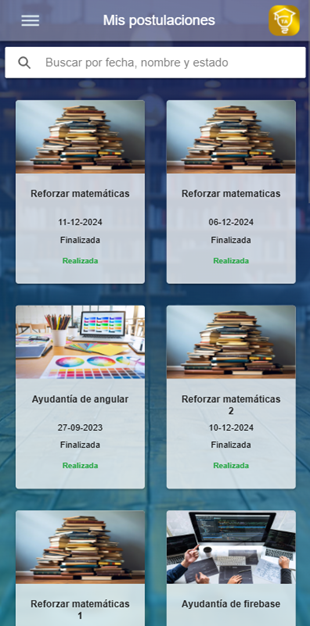 Mis postulaciones
Buscar por fecha, nombre y estado
Reforzar matemáticas
11-12-2024
Finalizada
Realizada
Reforzar matematicas
06-12-2024
Finalizada
Realizada
Ayudantía de angular
27-09-2023
Finalizada
Realizada
Reforzar matemáticas
2
10-12-2024
Finalizada
Realizada
Reforzar matemáticas
1
Ayudantía de firebase